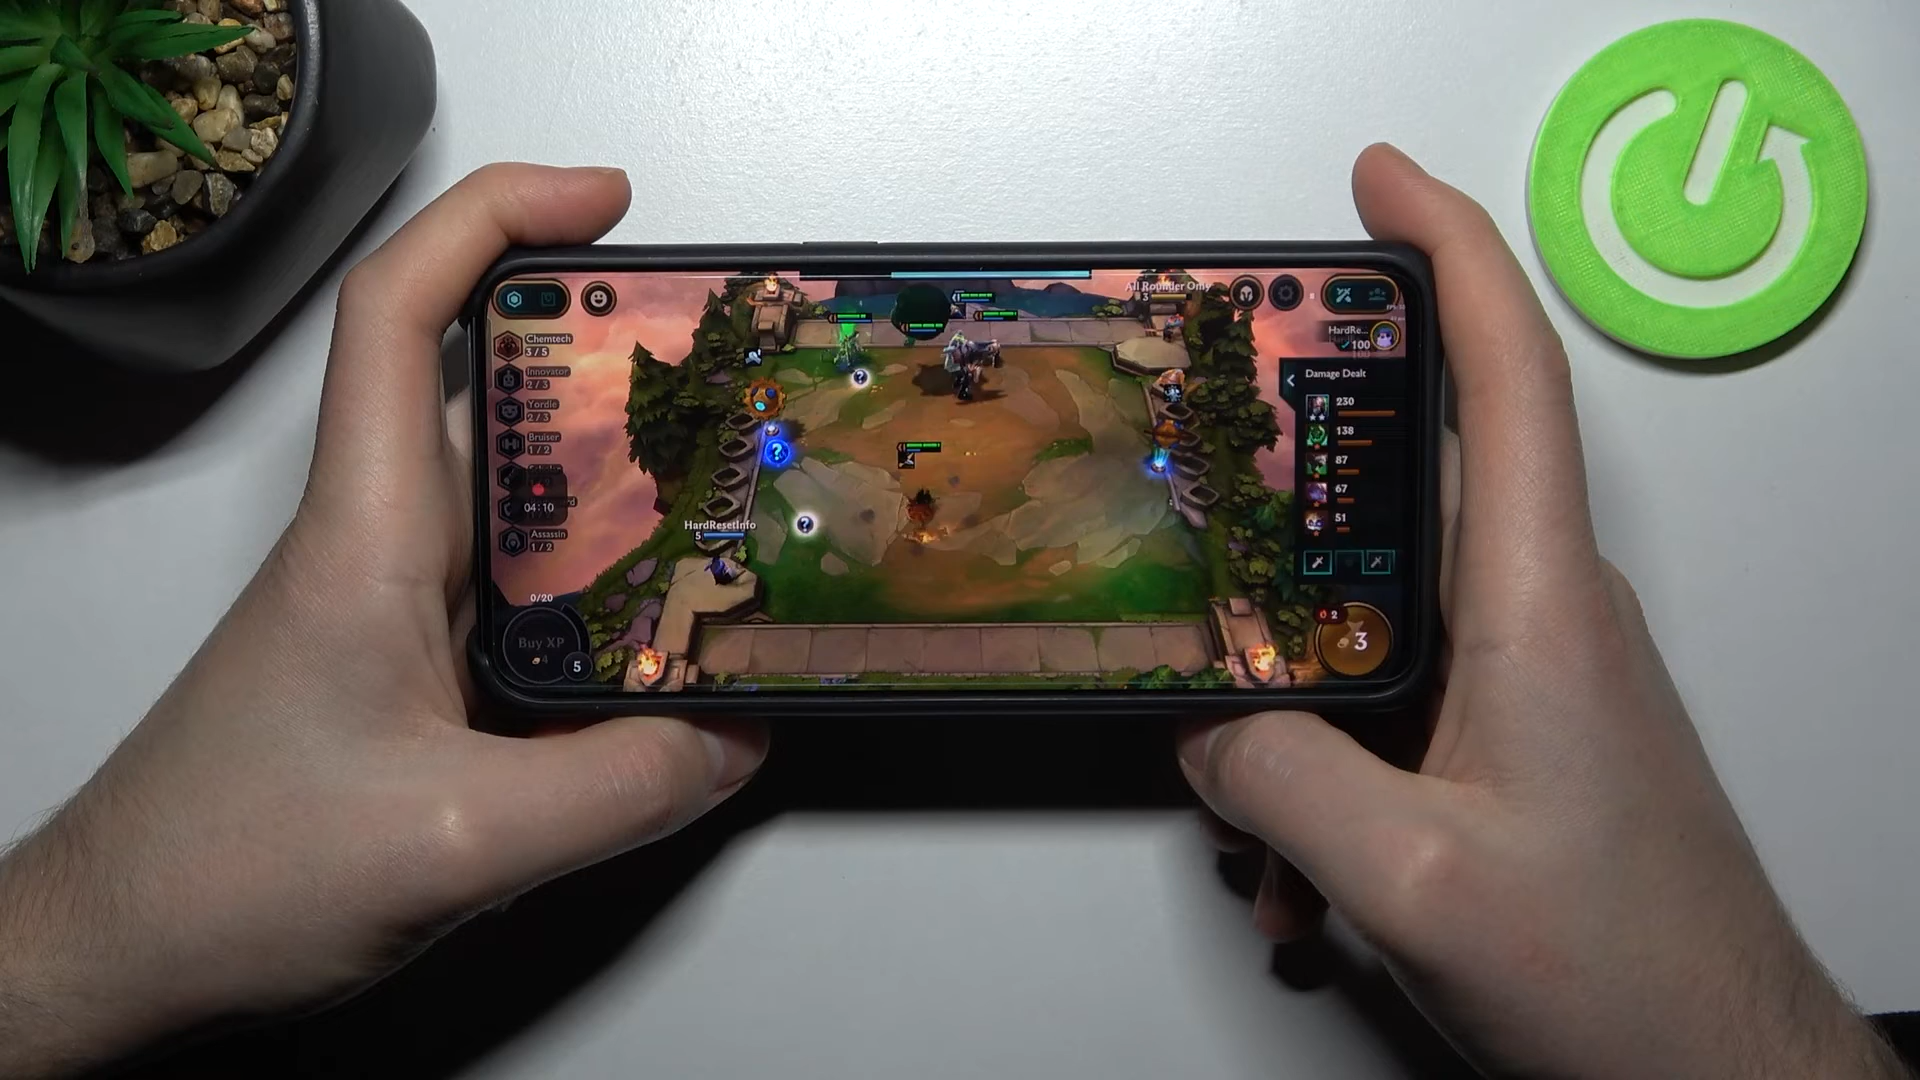 All Rounder Only
3
Chemtech
3 / 5
Innovator
2 / 3
Yordle
2 / 3
Bruiser
1 / 2
04:10
Assassin
1 / 2
0/20
Buy XP
4
5
HardResetInfo
5
HardRe...
100
Damage Dealt
230
138
87
67
51
2
3